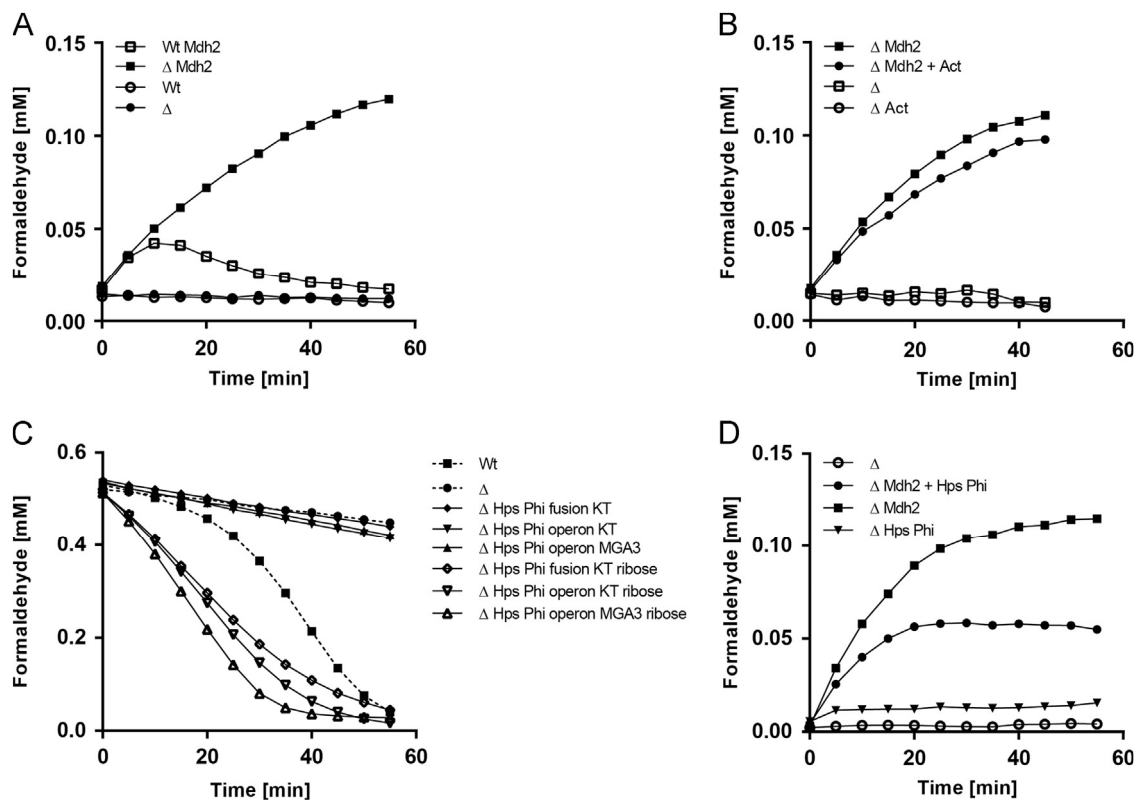 A
0.15
0.10
0.05
0.00
Formaldehyde [mM]
0
20
40
60
Time [min]
Wt Mdh2
Δ Mdh2
Wt
Δ
B
0.15
0.10
0.05
0.00
Formaldehyde [mM]
0
20
40
60
Time [min]
Δ Mdh2
Δ Mdh2 + Act
Δ
Δ Act
C
0.6
0.4
0.2
0.0
Formaldehyde [mM]
0
20
40
60
Time [min]
Wt
Δ
Δ Hps Phi fusion KT
Δ Hps Phi operon KT
Δ Hps Phi operon MGA3
Δ Hps Phi fusion KT ribose
Δ Hps Phi operon KT ribose
Δ Hps Phi operon MGA3 ribose
D
0.15
0.10
0.05
0.00
Formaldehyde [mM]
0
20
40
60
Time [min]
Δ
Δ Mdh2 + Hps Phi
Δ Mdh2
Δ Hps Phi